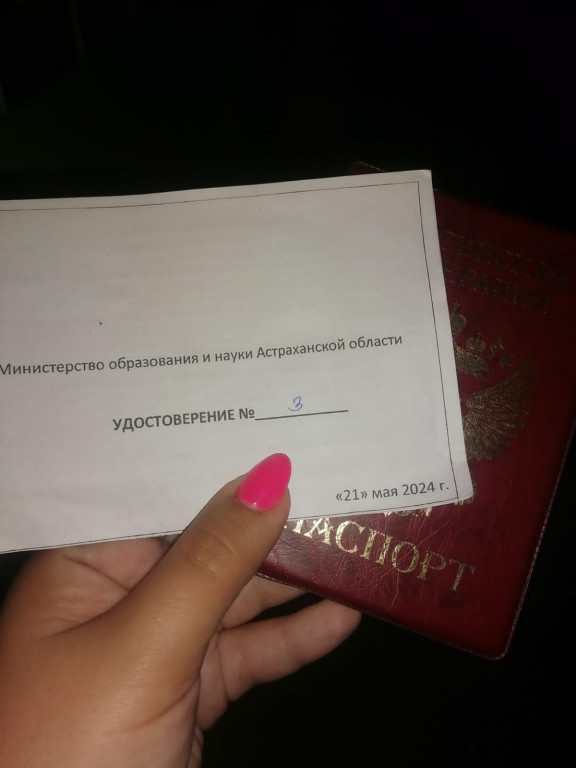 Министерство образования и науки Астраханской области
УДОСТОВЕРЕНИЕ № 3
«21» мая 2024 г.
ПАСПОРТ